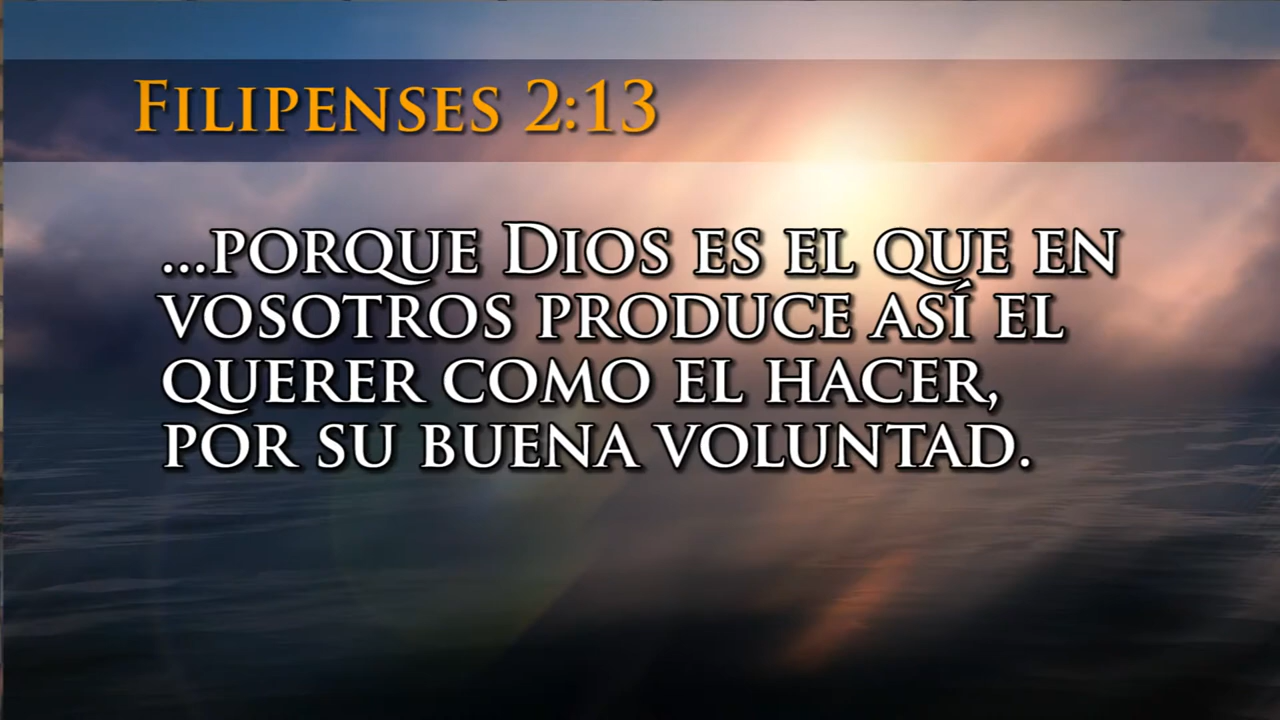 Filipenses 2:13
...porque Dios es el que en
vosotros produce así el
querer como el hacer,
por su buena voluntad.